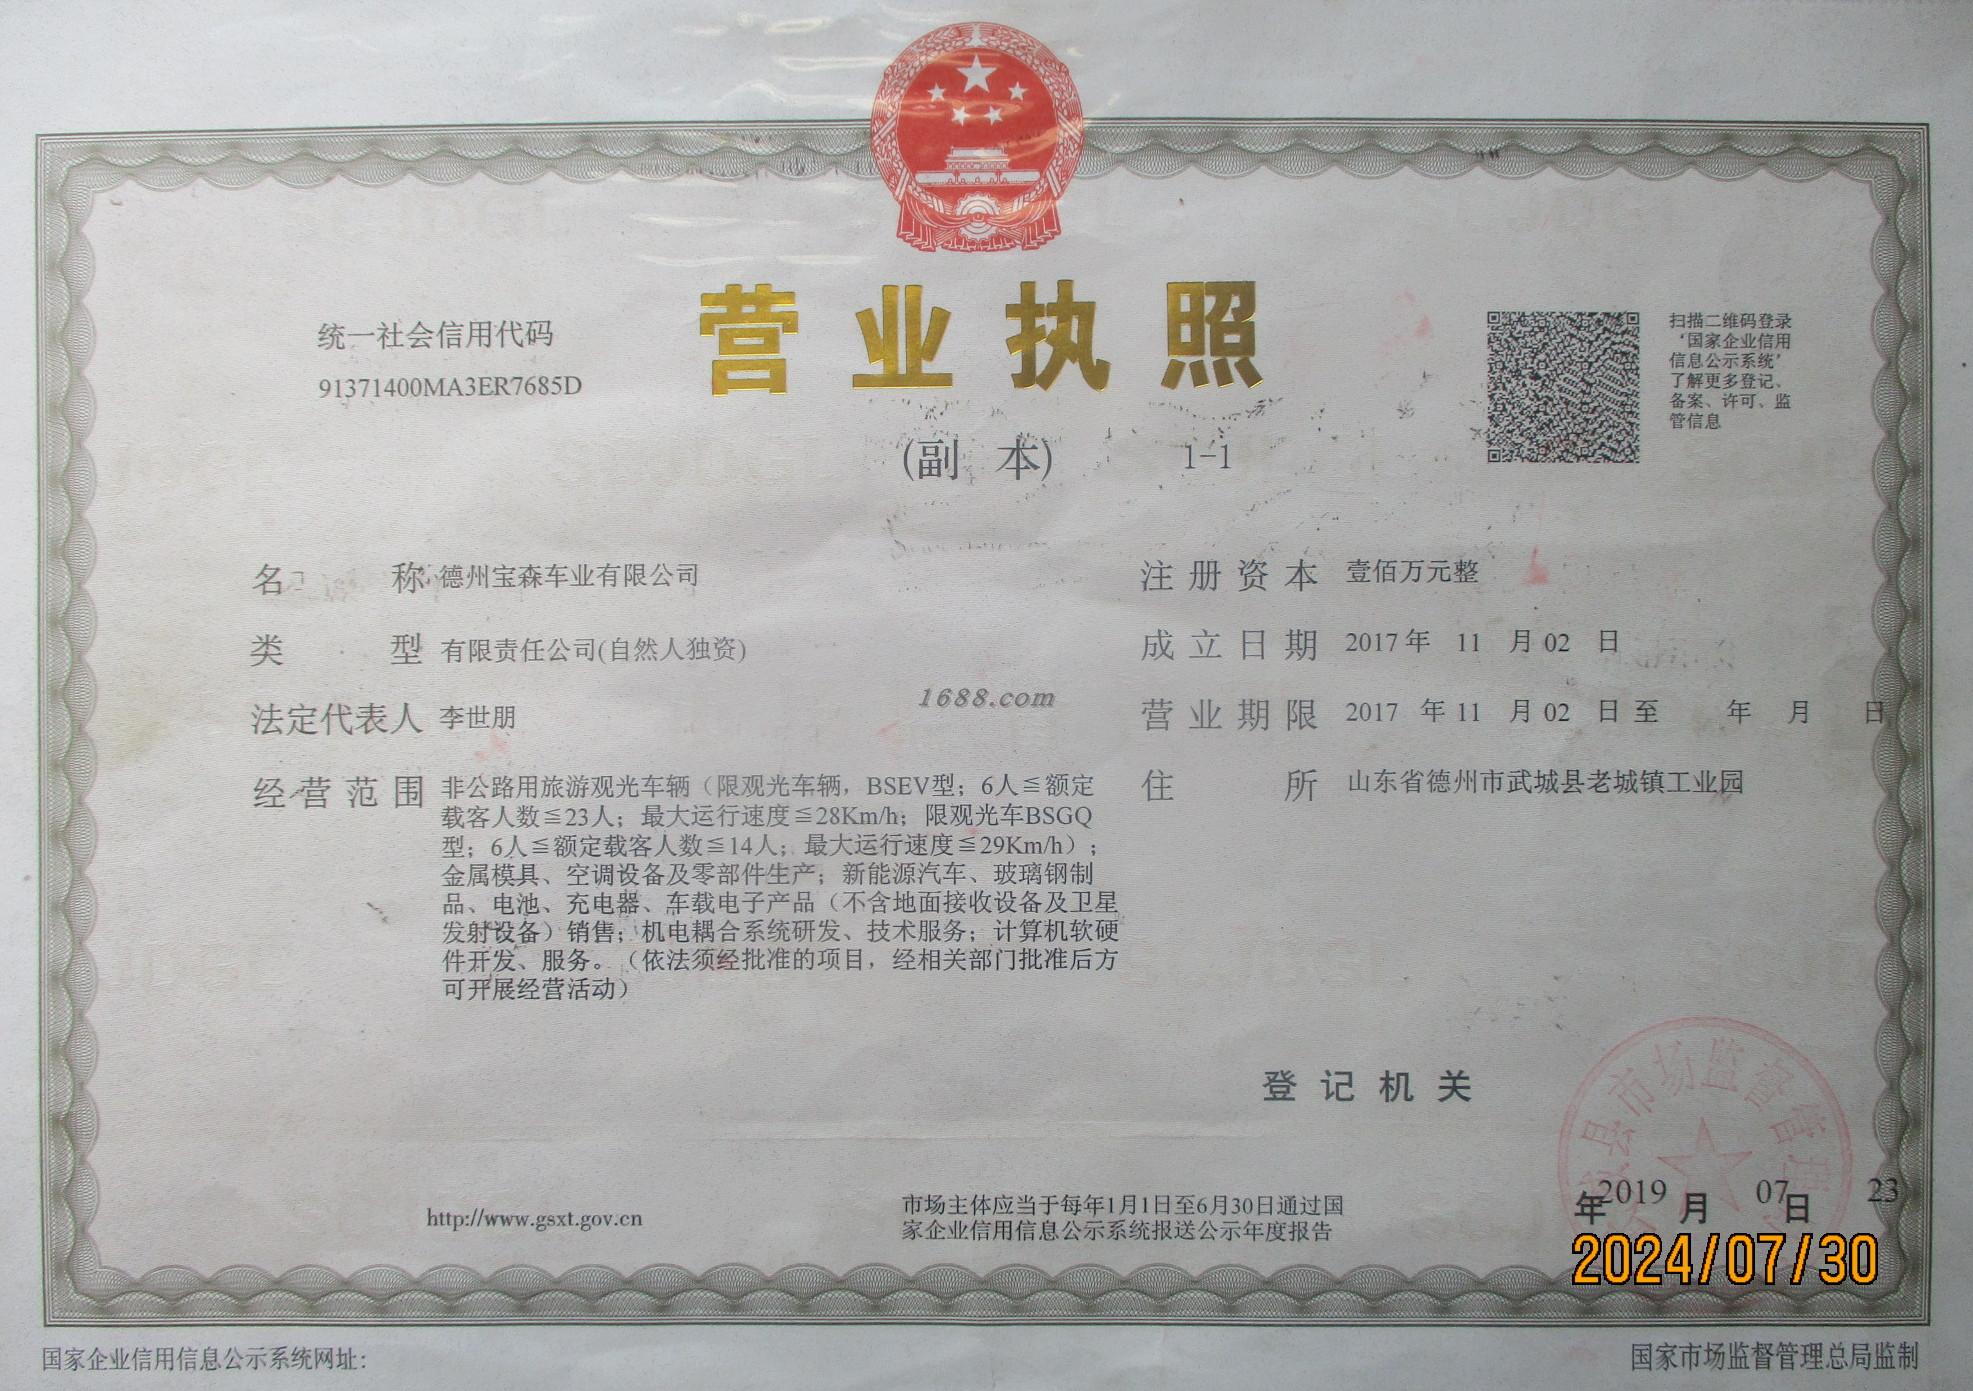 营业执照
(副 本) 1-1
统一社会信用代码
91371400MA3ER7685D
扫描二维码登录
‘国家企业信用
信息公示系统’
了解更多登记、
备案、许可、监
管信息
名 称 德州宝森车业有限公司
类 型 有限责任公司(自然人独资)
法定代表人 李世朋
经营范围 非公路用旅游观光车辆（限观光车辆，BSEV型；6人≦额定
载客人数≦23人；最大运行速度≦28Km/h；限观光车BSGQ
型；6人≦额定载客人数≦14人；最大运行速度≦29Km/h）；
金属模具、空调设备及零部件生产；新能源汽车、玻璃钢制
品、电池、充电器、车载电子产品（不含地面接收设备及卫星
发射设备）销售；机电耦合系统研发、技术服务；计算机软硬
件开发、服务。（依法须经批准的项目，经相关部门批准后方
可开展经营活动）
注册资本 壹佰万元整
成立日期 2017年 11 月02 日
营业期限 2017 年11 月02 日至 年 月 日
住 所 山东省德州市武城县老城镇工业园
1688.com
登记机关
县市场监督管理
2019年 07月 23日
2024/07/30
http://www.gsxt.gov.cn
市场主体应当于每年1月1日至6月30日通过国
家企业信用信息公示系统报送公示年度报告
国家企业信用信息公示系统网址：
国家市场监督管理总局监制